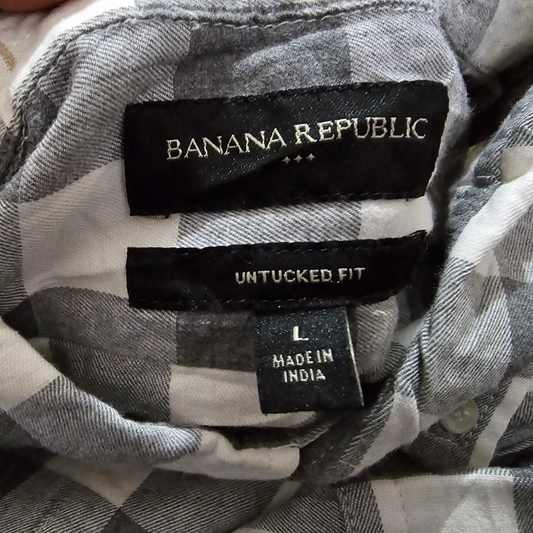 BANANA REPUBLIC
UNTUCKED FIT
L
MADE IN
INDIA